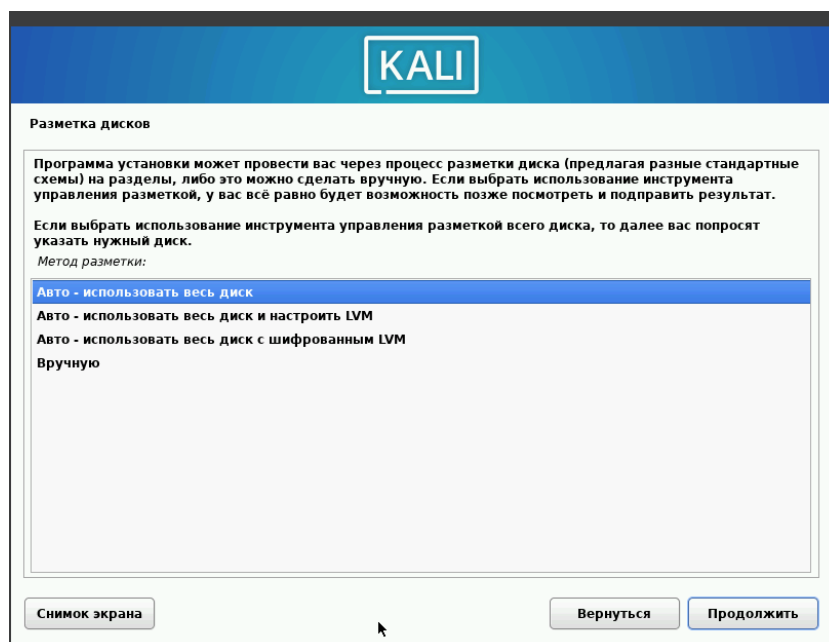 KALI
Разметка дисков
Программа установки может провести вас через процесс разметки диска (предлагая разные стандартные
схемы) на разделы, либо это можно сделать вручную. Если выбрать использование инструмента
управления разметкой, у вас всё равно будет возможность позже посмотреть и подправить результат.
Если выбрать использование инструмента управления разметкой всего диска, то далее вас попросят
указать нужный диск.
Метод разметки:
Авто - использовать весь диск
Авто - использовать весь диск и настроить LVM
Авто - использовать весь диск с шифрованным LVM
Вручную
Снимок экрана
Вернуться
Продолжить